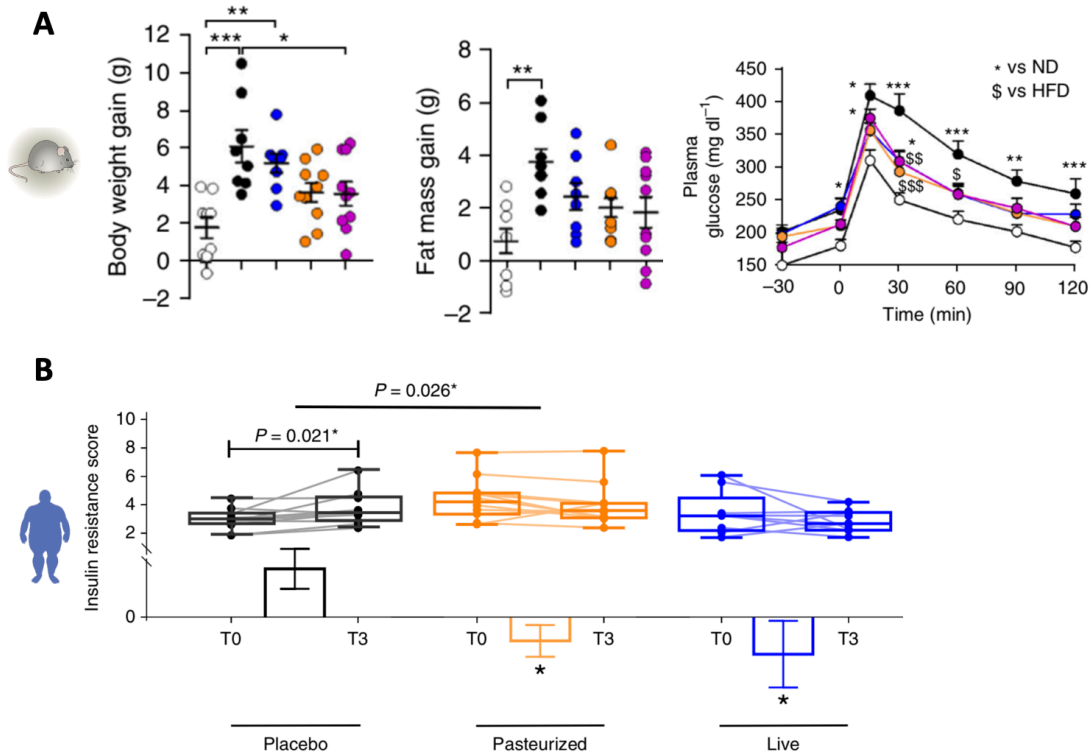 A
Body weight gain (g)
12
10
8
6
4
2
0
–2
**
***
*
Fat mass gain (g)
8
6
4
2
0
–2
**
Plasma
glucose (mg dl⁻¹)
450
400
350
300
250
200
150
* vs ND
$ vs HFD
*
*
*
***
*
$$
$$$
***
$
**
***
–30
0
30
60
90
120
Time (min)
B
Insulin resistance score
10
8
6
4
2
0
P = 0.026*
P = 0.021*
T0
T3
T0
T3
T0
T3
*
*
Placebo
Pasteurized
Live